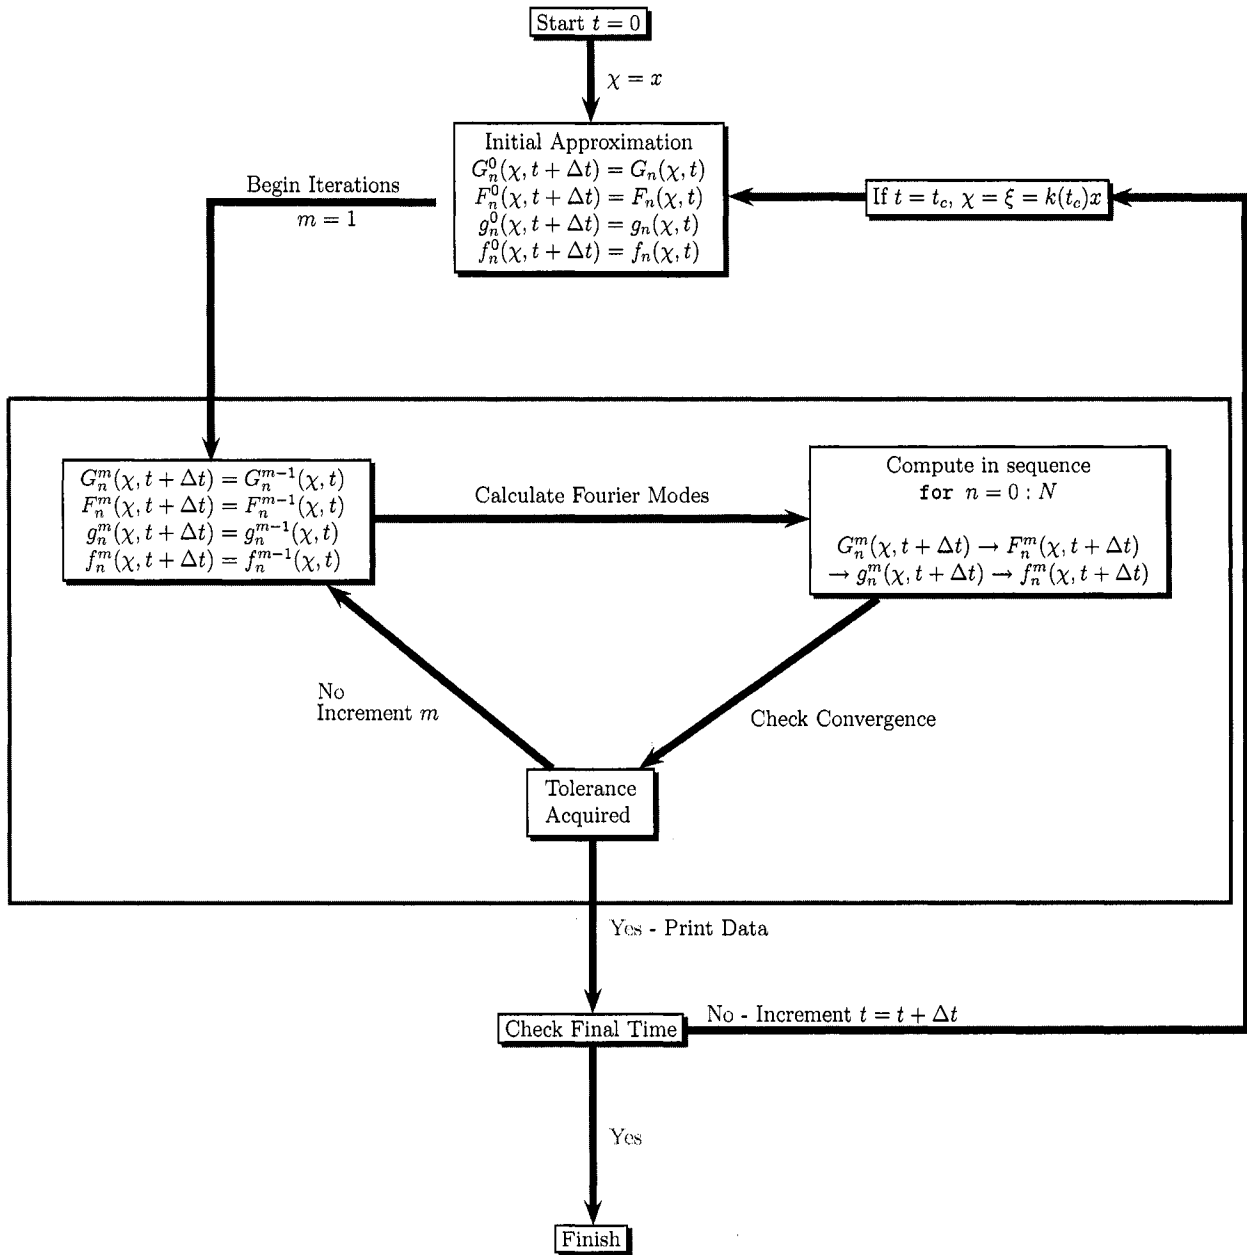 Start t = 0
χ = x
Initial Approximation
G_n^0(χ, t + Δt) = G_n(χ, t)
F_n^0(χ, t + Δt) = F_n(χ, t)
g_n^0(χ, t + Δt) = g_n(χ, t)
f_n^0(χ, t + Δt) = f_n(χ, t)
If t = t_c, χ = ξ = k(t_c)x
Begin Iterations
m = 1
G_n^m(χ, t + Δt) = G_n^{m-1}(χ, t)
F_n^m(χ, t + Δt) = F_n^{m-1}(χ, t)
g_n^m(χ, t + Δt) = g_n^{m-1}(χ, t)
f_n^m(χ, t + Δt) = f_n^{m-1}(χ, t)
Calculate Fourier Modes
Compute in sequence
for n = 0 : N
G_n^m(χ, t + Δt) → F_n^m(χ, t + Δt)
→ g_n^m(χ, t + Δt) → f_n^m(χ, t + Δt)
No
Increment m
Check Convergence
Tolerance
Acquired
Yes - Print Data
Check Final Time
No - Increment t = t + Δt
Yes
Finish